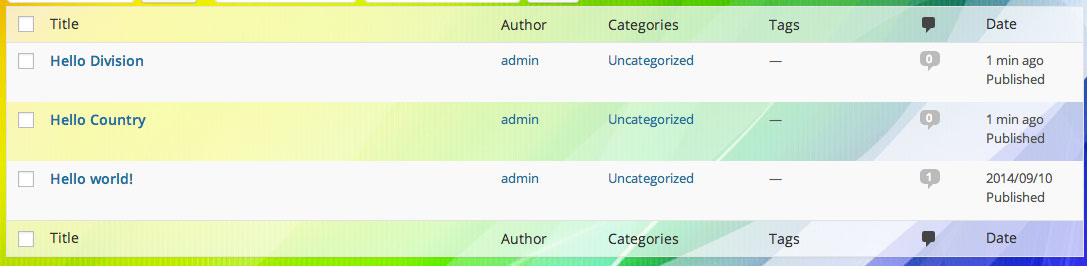 Title Author Categories Tags Date
Hello Division admin Uncategorized — 0 1 min ago
Published
Hello Country admin Uncategorized — 0 1 min ago
Published
Hello world! admin Uncategorized — 1 2014/09/10
Published
Title Author Categories Tags Date